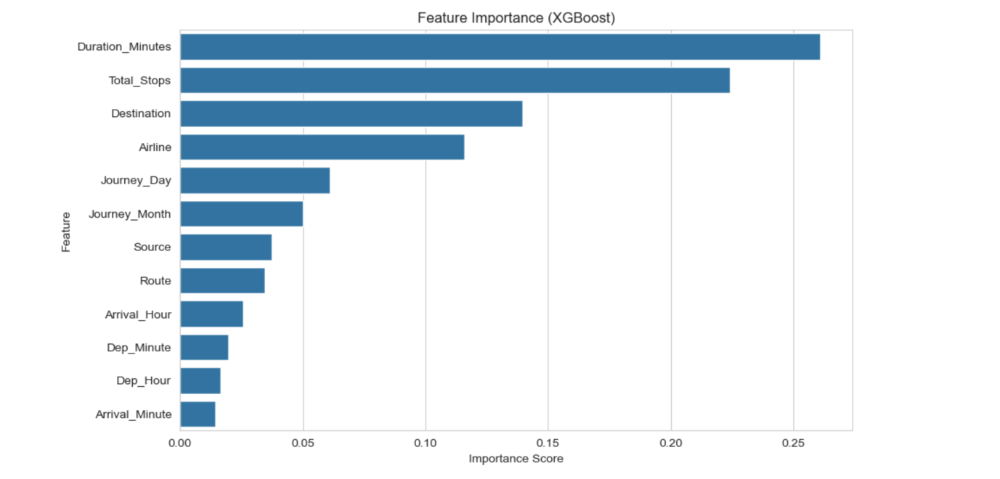 Feature Importance (XGBoost)
Duration_Minutes
Total_Stops
Destination
Airline
Journey_Day
Journey_Month
Source
Route
Arrival_Hour
Dep_Minute
Dep_Hour
Arrival_Minute
Feature
0.00 0.05 0.10 0.15 0.20 0.25
Importance Score